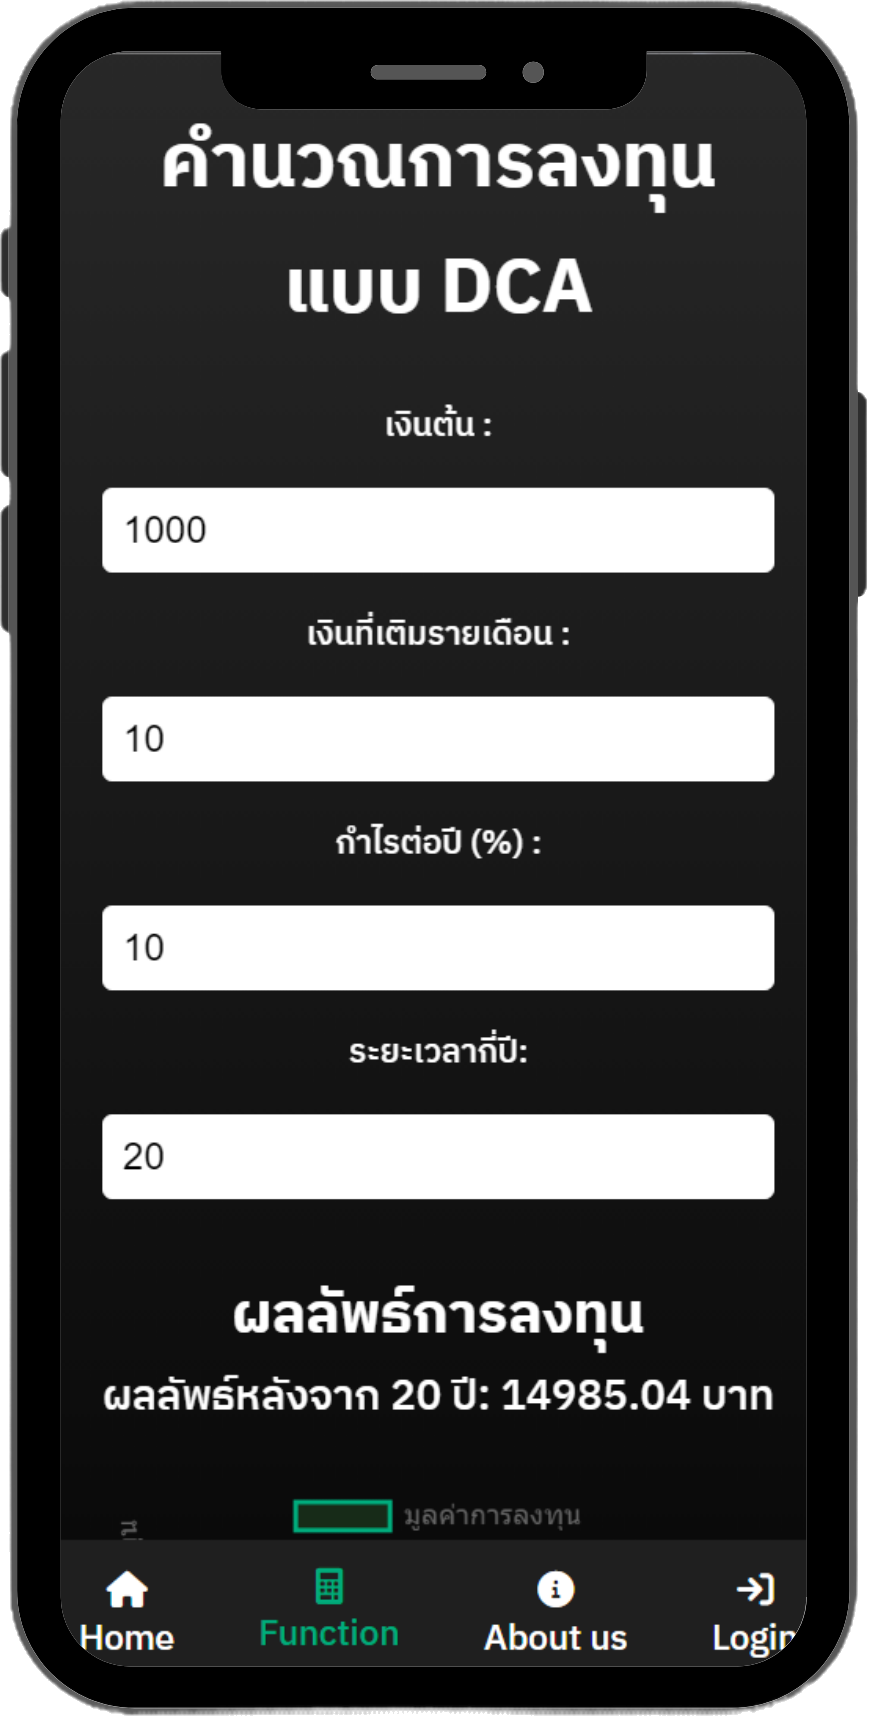 คำนวณการลงทุน
แบบ DCA
เงินต้น :
1000
เงินที่เติมรายเดือน :
10
กำไรต่อปี (%) :
10
ระยะเวลากี่ปี:
20
ผลลัพธ์การลงทุน
ผลลัพธ์หลังจาก 20 ปี: 14985.04 บาท
มูลค่าการลงทุน
Home
Function
About us
Login